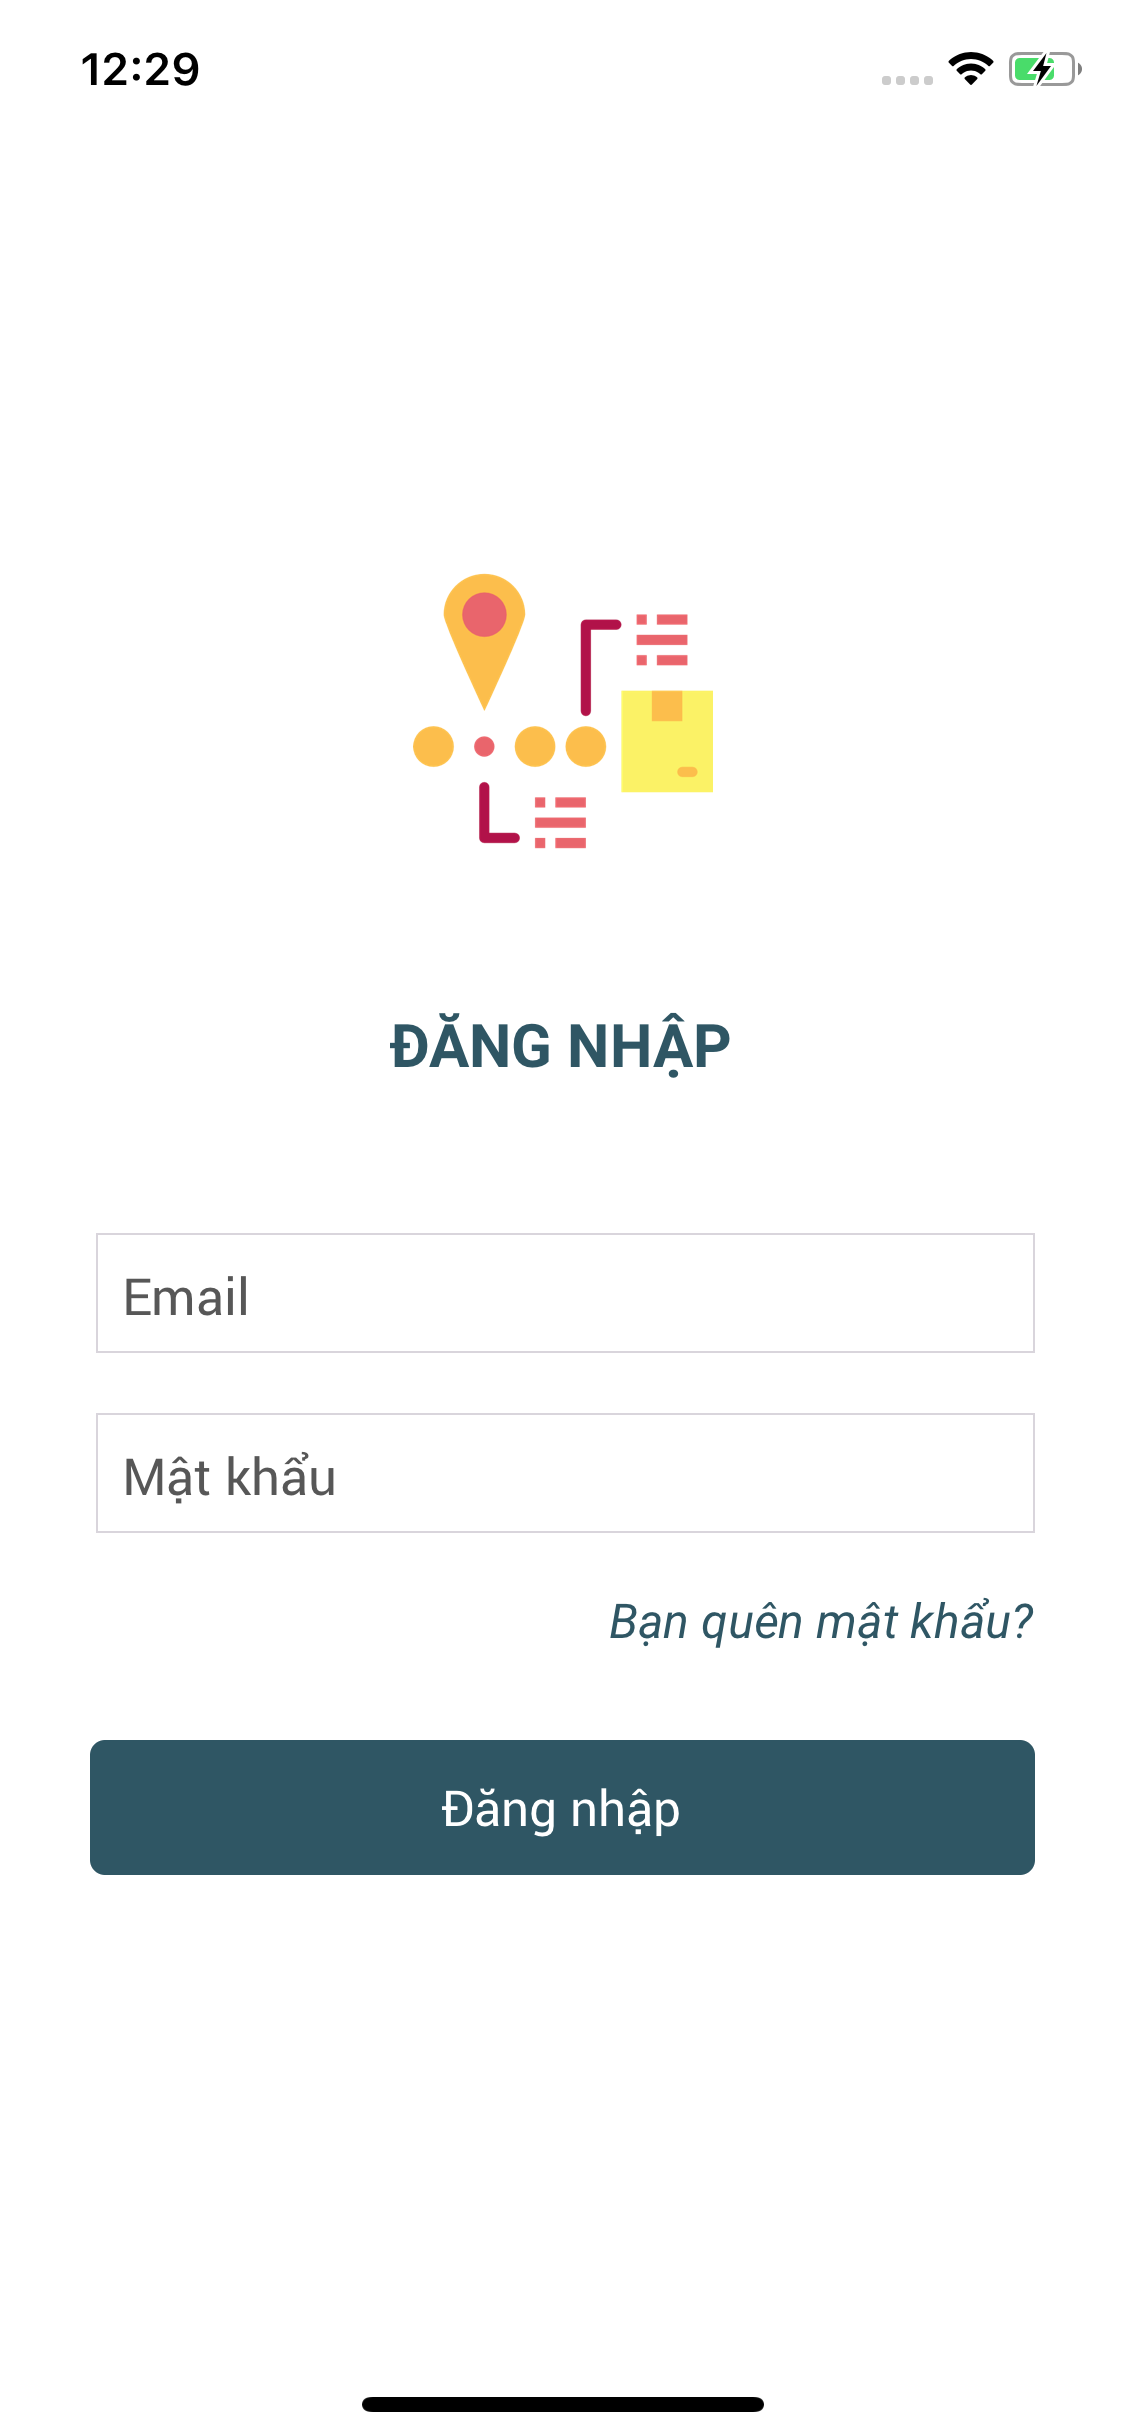 12:29
ĐĂNG NHẬP
Email
Mật khẩu
Bạn quên mật khẩu?
Đăng nhập